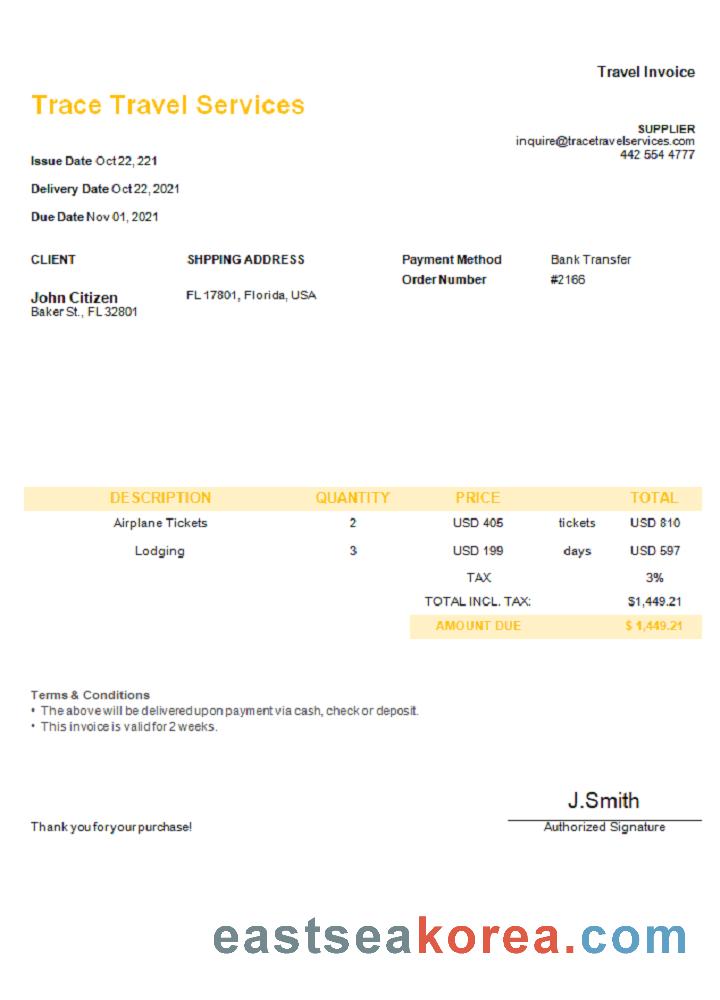 Travel Invoice
Trace Travel Services
SUPPLIER
inquire@tracetravelservices.com
442 554 4777
Issue Date Oct 22, 221
Delivery Date Oct 22, 2021
Due Date Nov 01, 2021
CLIENT SHPPING ADDRESS Payment Method Bank Transfer
Order Number #2166
John Citizen FL 17801, Florida, USA
Baker St., FL 32801
DESCRIPTION QUANTITY PRICE TOTAL
Airplane Tickets 2 USD 405 tickets USD 810
Lodging 3 USD 199 days USD 597
TAX 3%
TOTAL INCL. TAX: $1,449.21
AMOUNT DUE $ 1,449.21
Terms & Conditions
• The above will be delivered upon payment via cash, check or deposit.
• This invoice is valid for 2 weeks.
J.Smith
Thank you for your purchase! Authorized Signature
eastseakorea.com